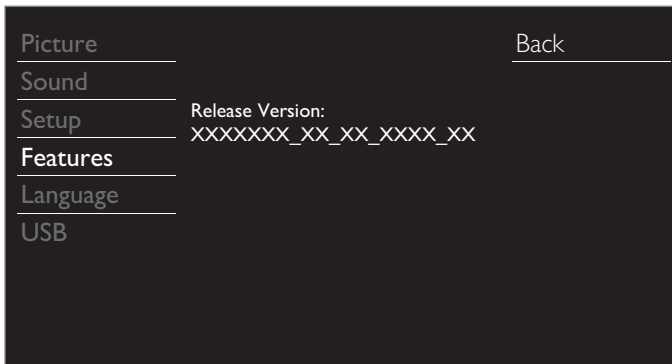 Picture
Back
Sound
Setup
Release Version:
XXXXXXX_XX_XX_XXXX_XX
Features
Language
USB